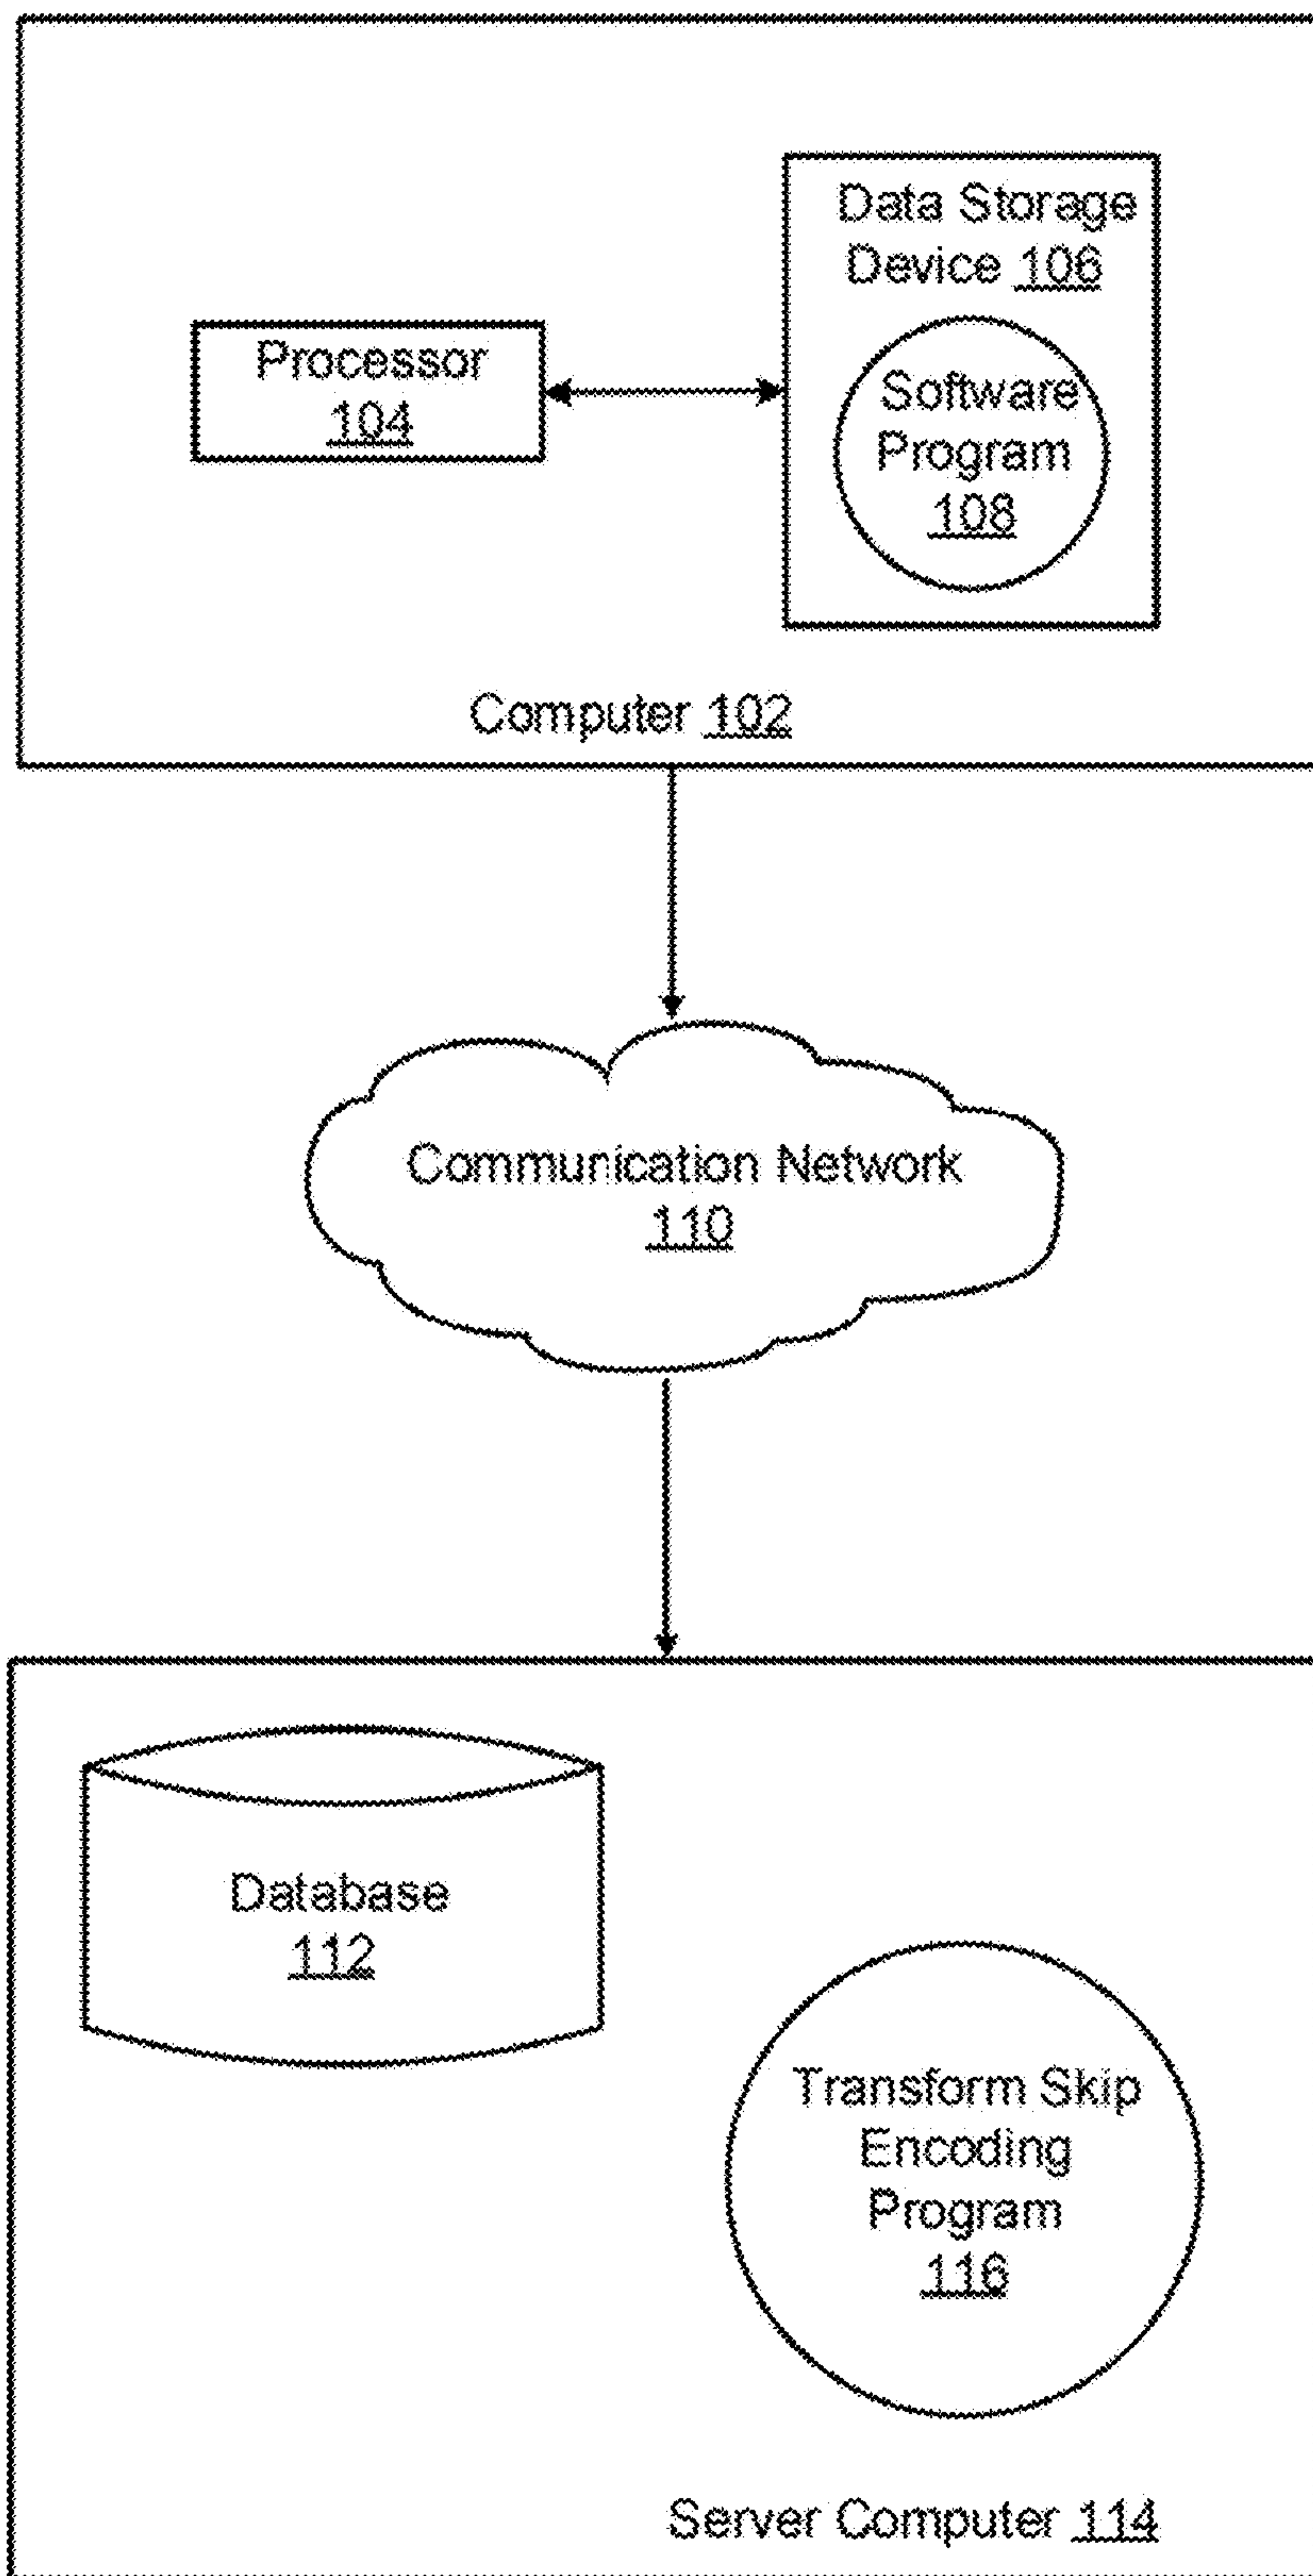 Data Storage
Device 106
Processor
104
Software
Program
108
Computer 102
Communication Network
110
Database
112
Transform Skip
Encoding
Program
116
Server Computer 114